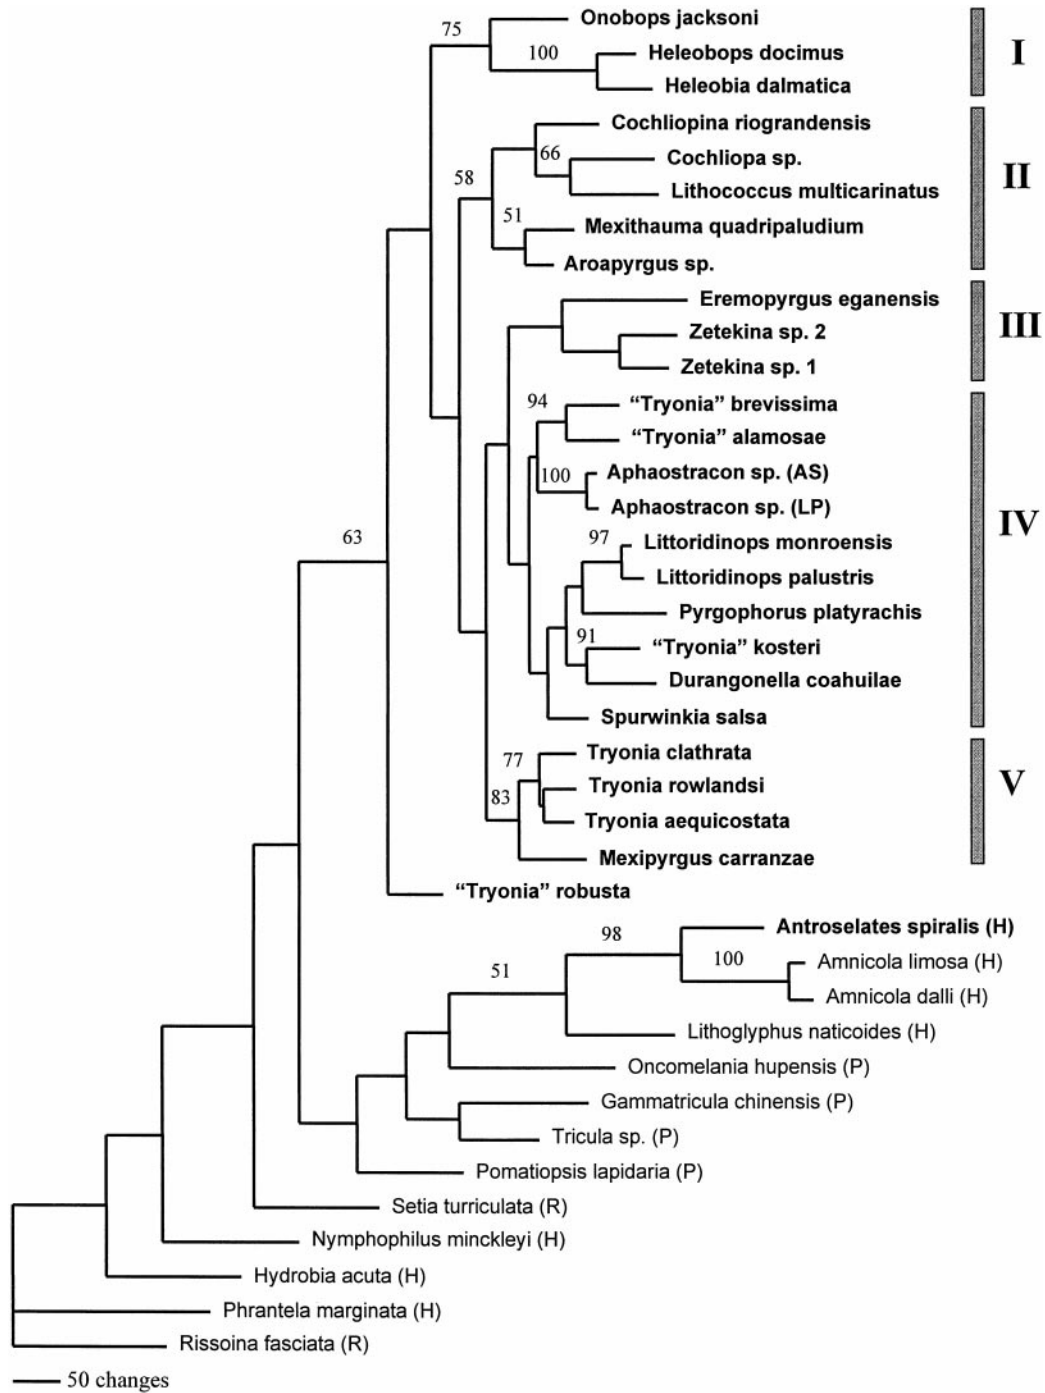 Onobops jacksoni
75
Heleobops docimus
100
I
Heleobia dalmatica
Cochliopina riograndensis
66
Cochliopa sp.
58
II
Lithococcus multicarinatus
51
Mexithauma quadripaludium
Aroapyrgus sp.
Eremopyrgus eganensis
III
Zetekina sp. 2
Zetekina sp. 1
94
“Tryonia” brevissima
“Tryonia” alamosae
100
Aphaostracon sp. (AS)
Aphaostracon sp. (LP)
IV
97
Littoridinops monroensis
63
Littoridinops palustris
Pyrgophorus platyrachis
91
“Tryonia” kosteri
Durangonella coahuilae
Spurwinkia salsa
77
Tryonia clathrata
V
Tryonia rowlandsi
83
Tryonia aequicostata
Mexipyrgus carranzae
“Tryonia” robusta
Antroselates spiralis (H)
98
100
Amnicola limosa (H)
51
Amnicola dalli (H)
Lithoglyphus naticoides (H)
Oncomelania hupensis (P)
Gammatricula chinensis (P)
Tricula sp. (P)
Pomatiopsis lapidaria (P)
Setia turriculata (R)
Nymphophilus minckleyi (H)
Hydrobia acuta (H)
Phrantela marginata (H)
Rissoina fasciata (R)
50 changes